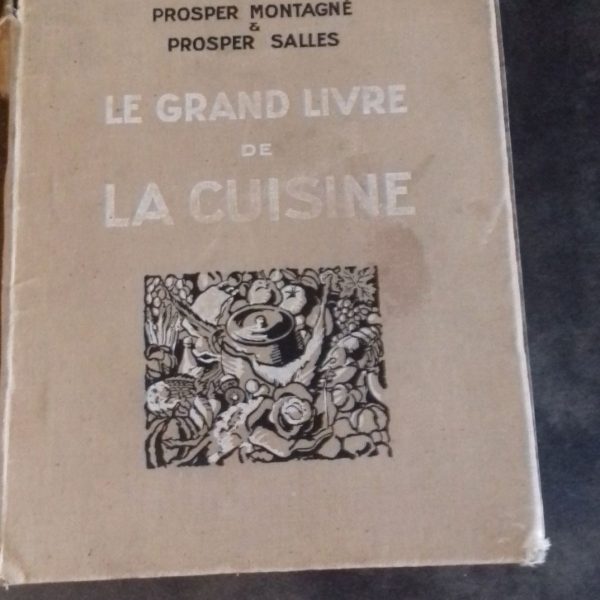 PROSPER MONTAGNÉ
&
PROSPER SALLES
LE GRAND LIVRE
DE
LA CUISINE